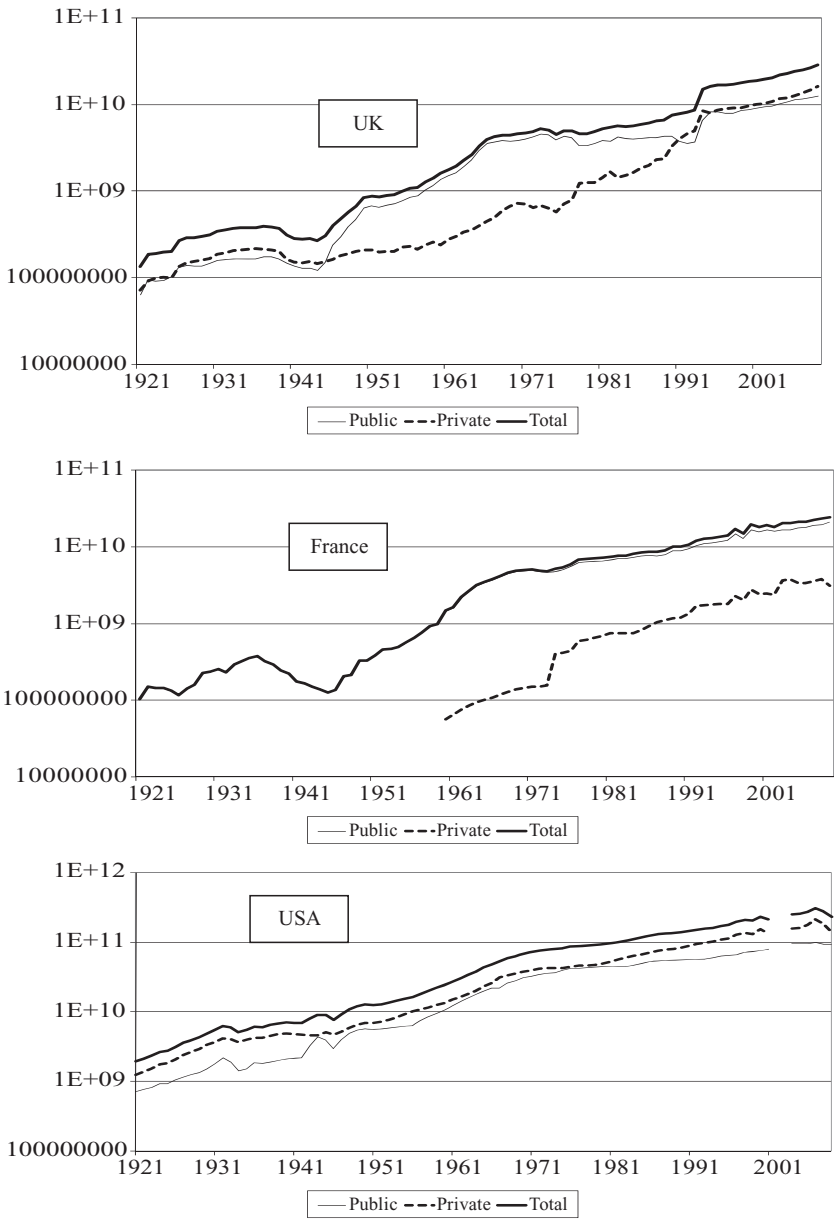 1E+11
1E+10
UK
1E+09
100000000
10000000
1921 1931 1941 1951 1961 1971 1981 1991 2001
Public Private Total
1E+11
1E+10
France
1E+09
100000000
10000000
1921 1931 1941 1951 1961 1971 1981 1991 2001
Public Private Total
1E+12
USA
1E+11
1E+10
1E+09
100000000
1921 1931 1941 1951 1961 1971 1981 1991 2001
Public Private Total